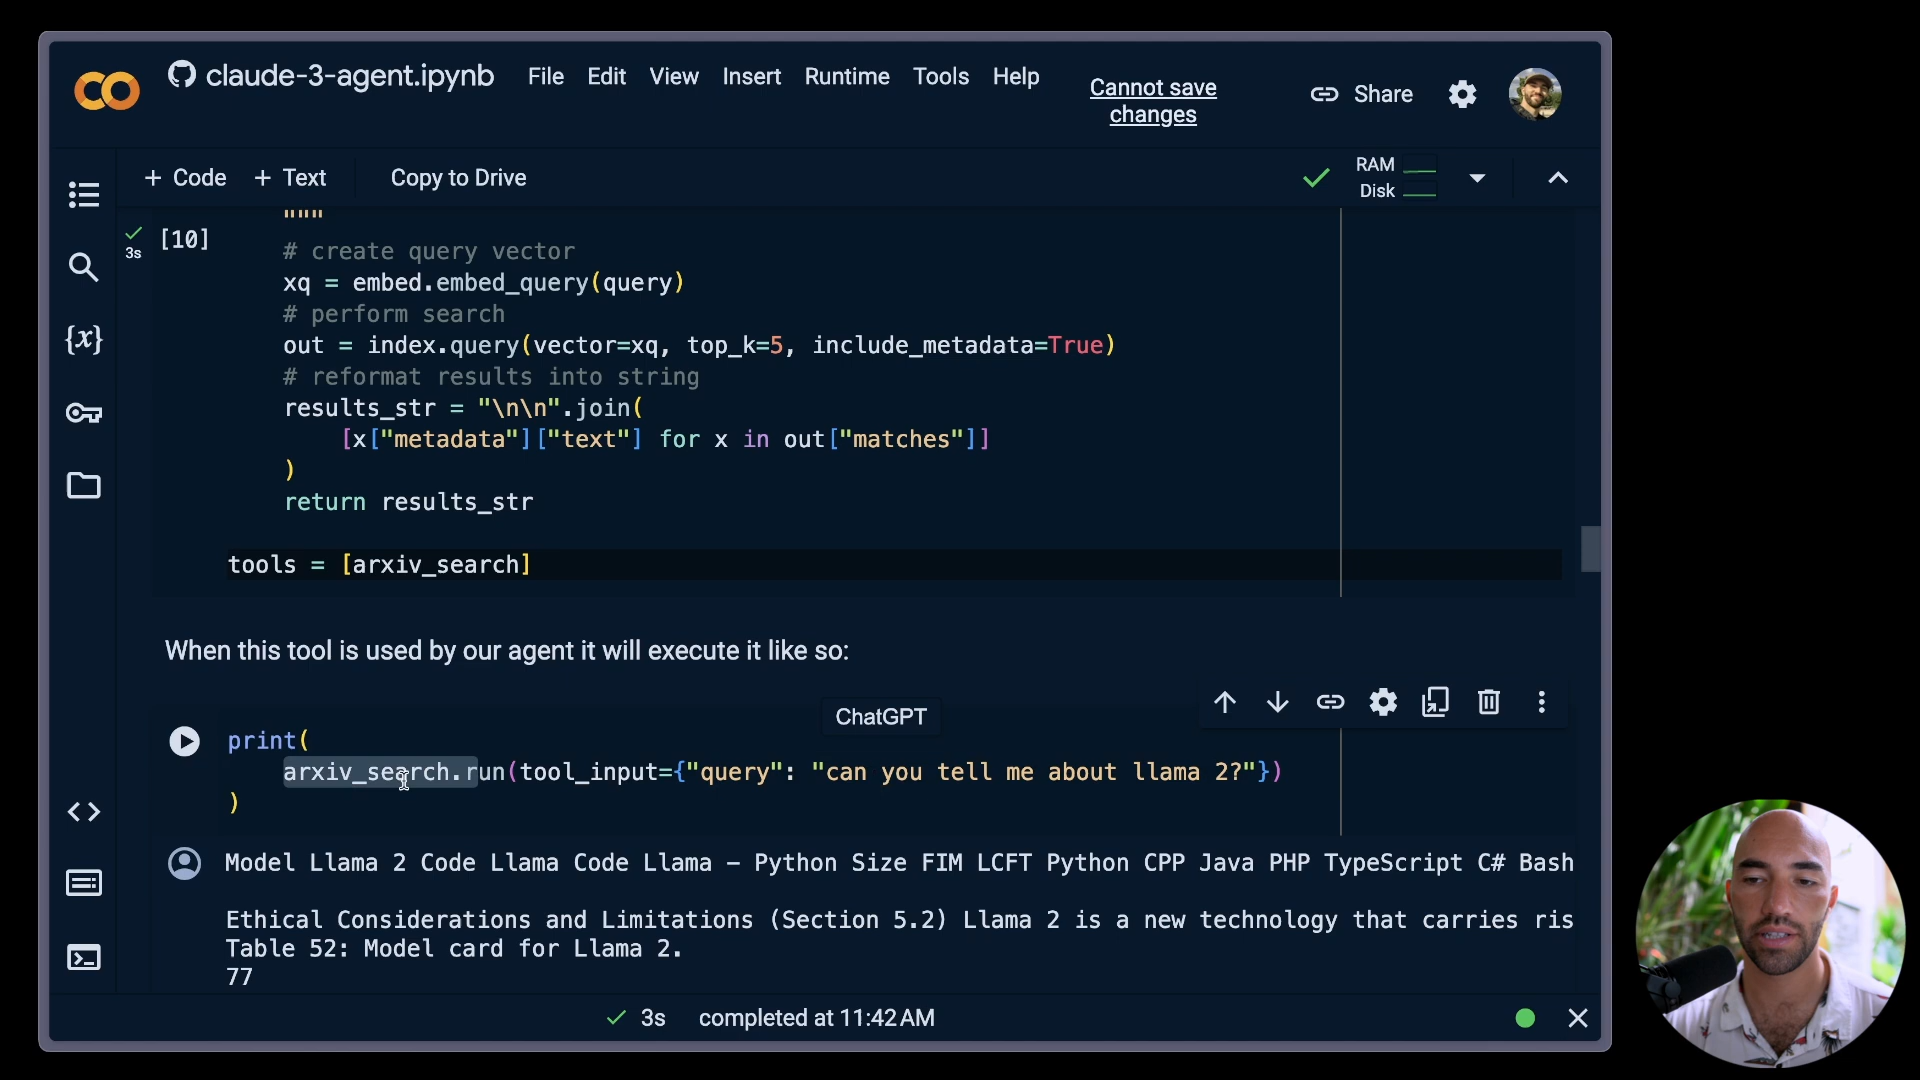 claude-3-agent.ipynb
File Edit View Insert Runtime Tools Help
Cannot save
changes
Share
+ Code + Text Copy to Drive
RAM
Disk
"""
3s
[10]
# create query vector
xq = embed.embed_query(query)
# perform search
out = index.query(vector=xq, top_k=5, include_metadata=True)
# reformat results into string
results_str = "\n\n".join(
[x["metadata"]["text"] for x in out["matches"]]
)
return results_str
tools = [arxiv_search]
When this tool is used by our agent it will execute it like so:
ChatGPT
print(
arxiv_search.run(tool_input={"query": "can you tell me about llama 2?"})
)
Model Llama 2 Code Llama Code Llama - Python Size FIM LCFT Python CPP Java PHP TypeScript C# Bash
Ethical Considerations and Limitations (Section 5.2) Llama 2 is a new technology that carries ris
Table 52: Model card for Llama 2.
77
3s completed at 11:42 AM